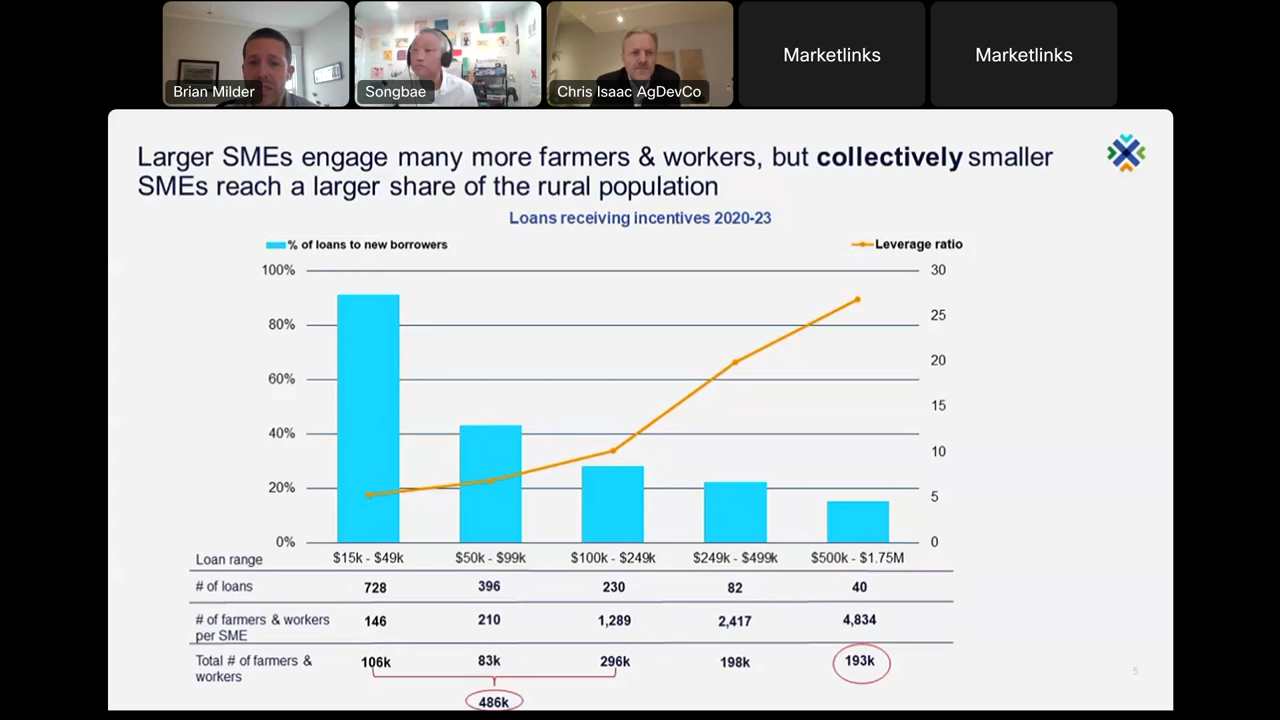 Brian Milder
Songbae
Chris Isaac AgDevCo
Marketlinks
Marketlinks
Larger SMEs engage many more farmers & workers, but collectively smaller
SMEs reach a larger share of the rural population
Loans receiving incentives 2020-23
% of loans to new borrowers
Leverage ratio
100%
80%
60%
40%
20%
0%
30
25
20
15
10
5
0
Loan range $15k - $49k $50k - $99k $100k - $249k $249k - $499k $500k - $1.75M
# of loans 728 396 230 82 40
# of farmers & workers
per SME 146 210 1,289 2,417 4,834
Total # of farmers &
workers 106k 83k 296k 198k 193k
486k
5